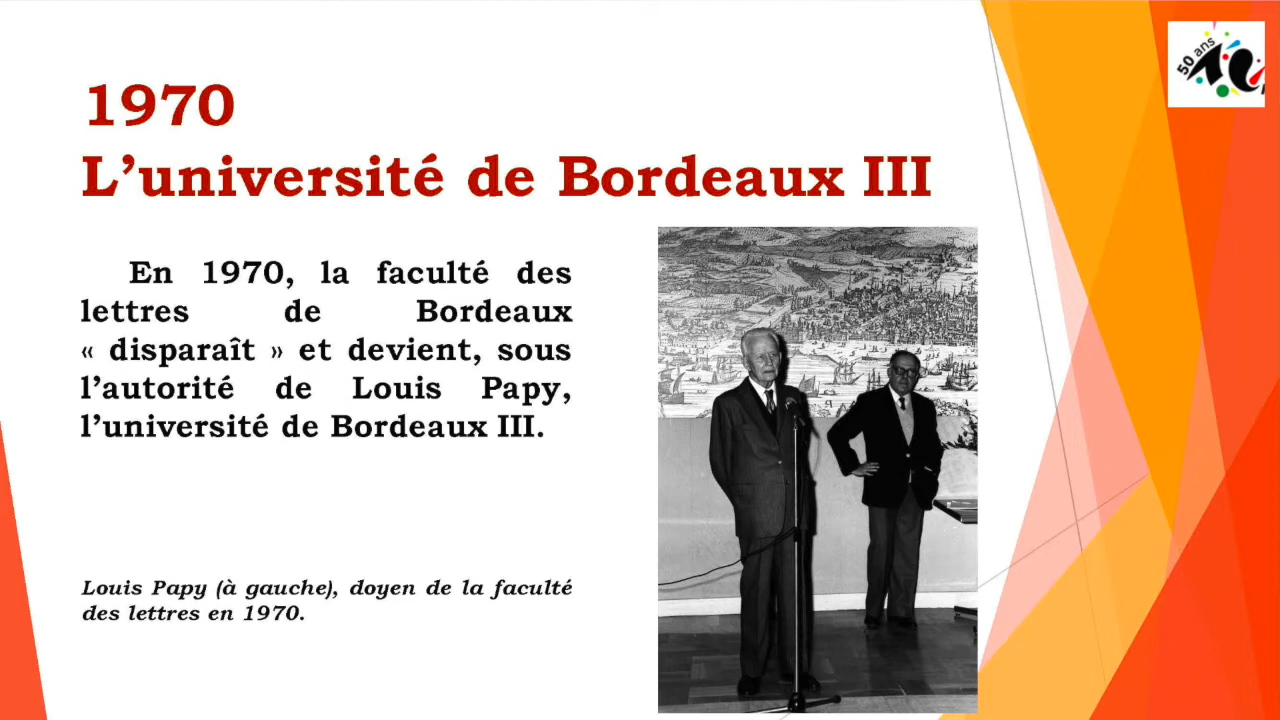 50 ans
1970
L’université de Bordeaux III
En 1970, la faculté des
lettres de Bordeaux
« disparaît » et devient, sous
l’autorité de Louis Papy,
l’université de Bordeaux III.
Louis Papy (à gauche), doyen de la faculté
des lettres en 1970.